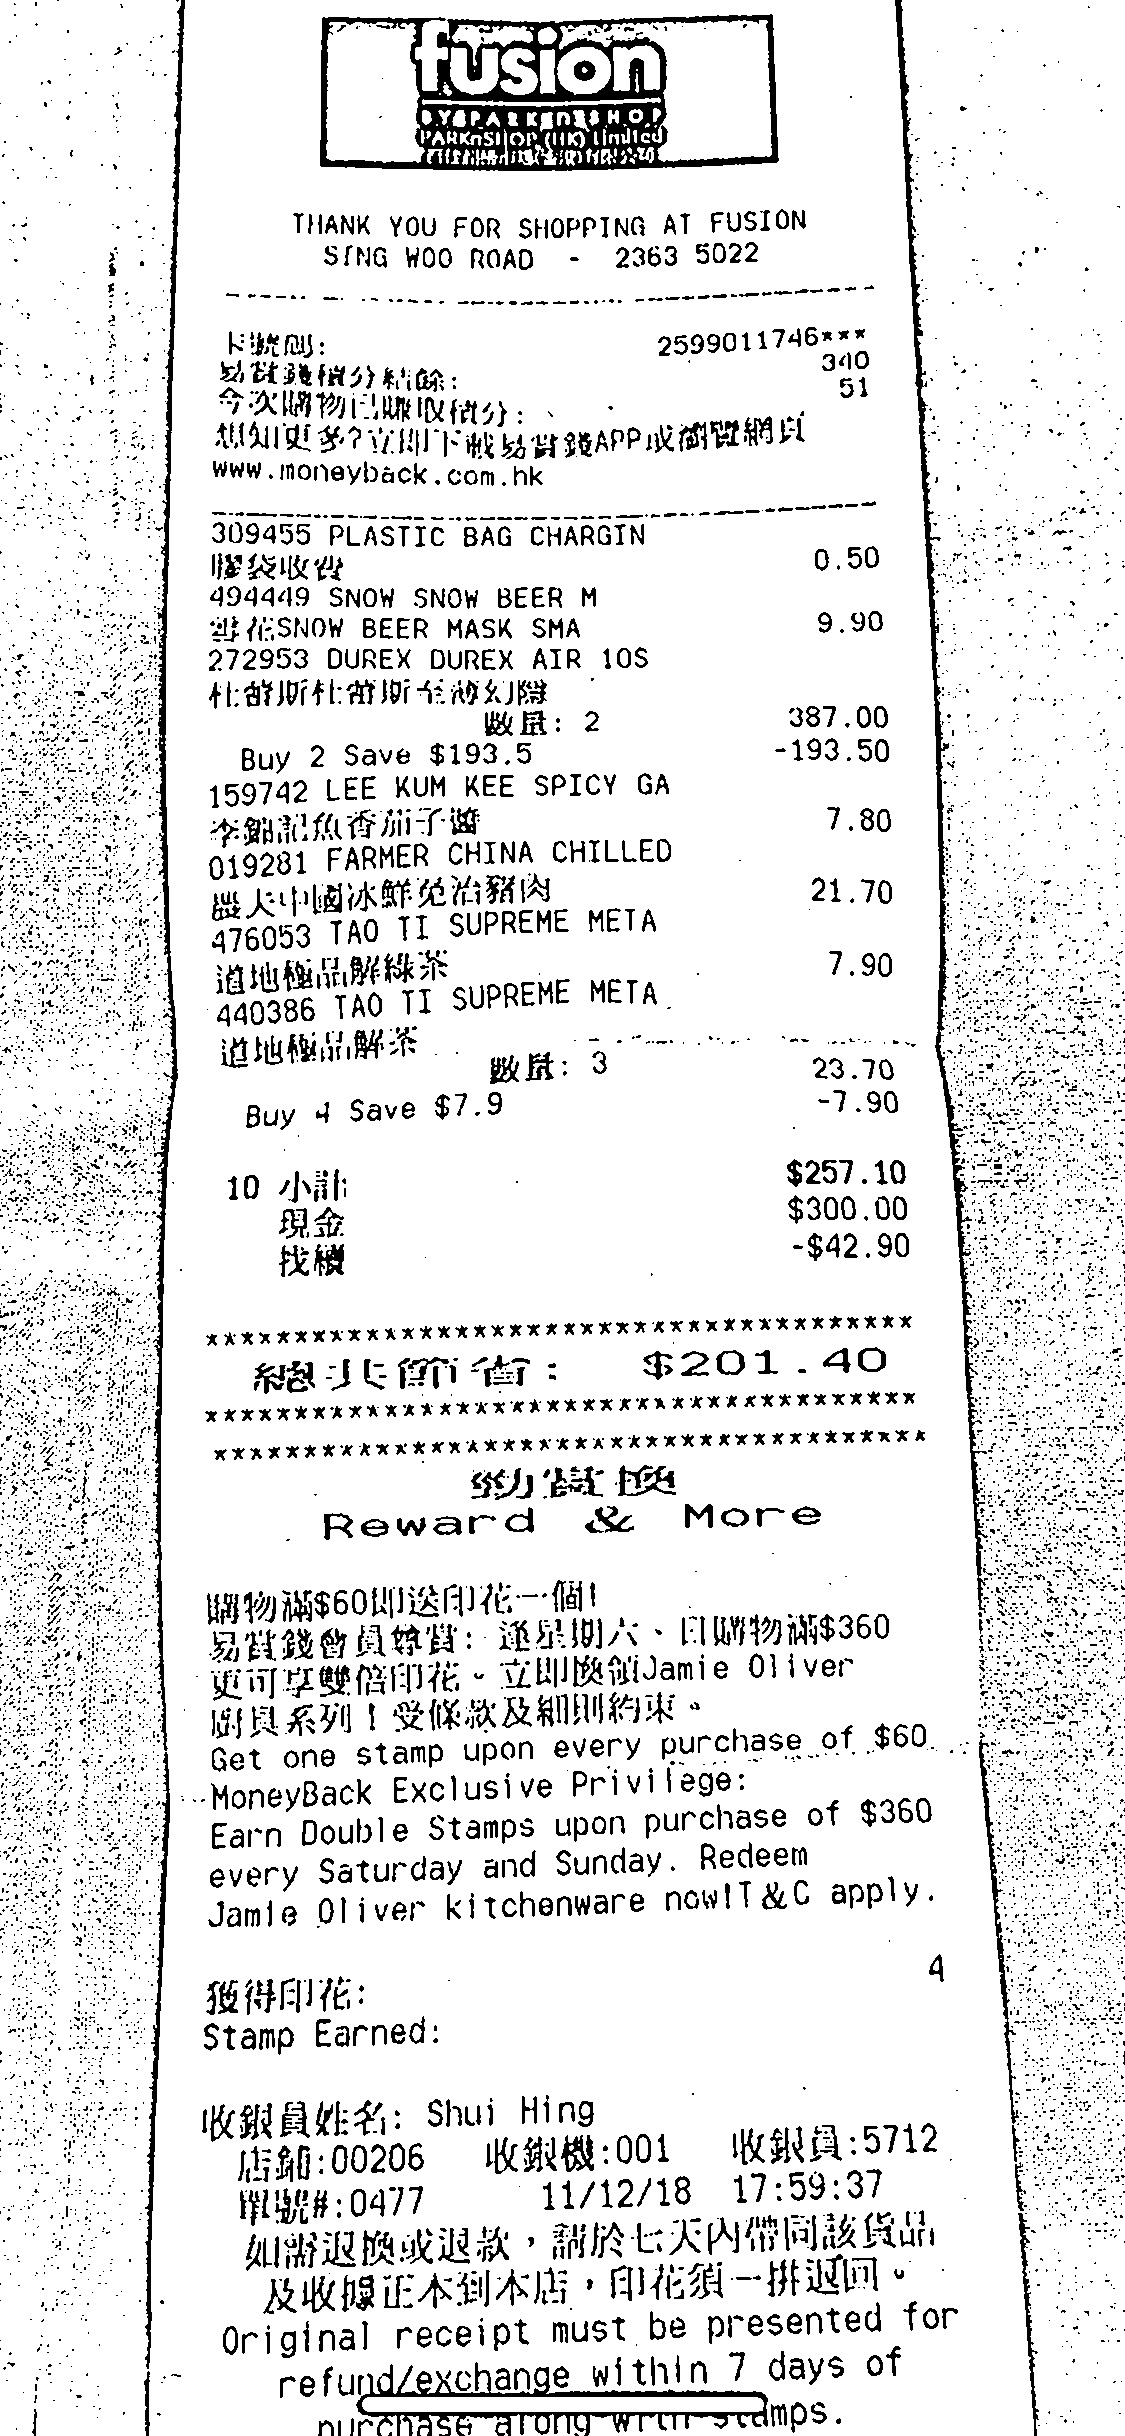 fusion
BY PARKnSHOP
PARKnSHOP (HK) Limited
THANK YOU FOR SHOPPING AT FUSION
SING WOO ROAD - 2363 5022
卡號則: 2599011746***
易賞錢積分結餘: 340
今次購物已賺取積分: 51
想知更多?立即下載易賞錢APP或瀏覽網頁
www.moneyback.com.hk
309455 PLASTIC BAG CHARGIN
膠袋收費 0.50
494449 SNOW SNOW BEER M
雪花SNOW BEER MASK SMA 9.90
272953 DUREX DUREX AIR 10S
杜蕾斯杜蕾斯至薄幻隱
數量: 2 387.00
Buy 2 Save $193.5 -193.50
159742 LEE KUM KEE SPICY GA
李錦記魚香茄子醬 7.80
019281 FARMER CHINA CHILLED
農夫中國冰鮮免治豬肉 21.70
476053 TAO TI SUPREME META
道地極品解綠茶 7.90
440386 TAO TI SUPREME META
道地極品解茶
數量: 3 23.70
Buy 4 Save $7.9 -7.90
10 小計 $257.10
現金 $300.00
找續 -$42.90
***************************************
總共節省: $201.40
***************************************
***************************************
勁賞換
Reward & More
購物滿$60即送印花一個!
易賞錢會員尊賞: 逢星期六、日購物滿$360
更可享雙倍印花。立即換領Jamie Oliver
廚具系列!受條款及細則約束。
Get one stamp upon every purchase of $60
MoneyBack Exclusive Privilege:
Earn Double Stamps upon purchase of $360
every Saturday and Sunday. Redeem
Jamie Oliver kitchenware now!T&C apply.
4
獲得印花:
Stamp Earned:
收銀員姓名: Shui Hing
店鋪:00206 收銀機:001 收銀員:5712
單號#:0477 11/12/18 17:59:37
如需退換或退款，請於七天內帶同該貨品
及收據正本到本店，印花須一拼退回。
Original receipt must be presented for
refund/exchange within 7 days of
purchase along with stamps.